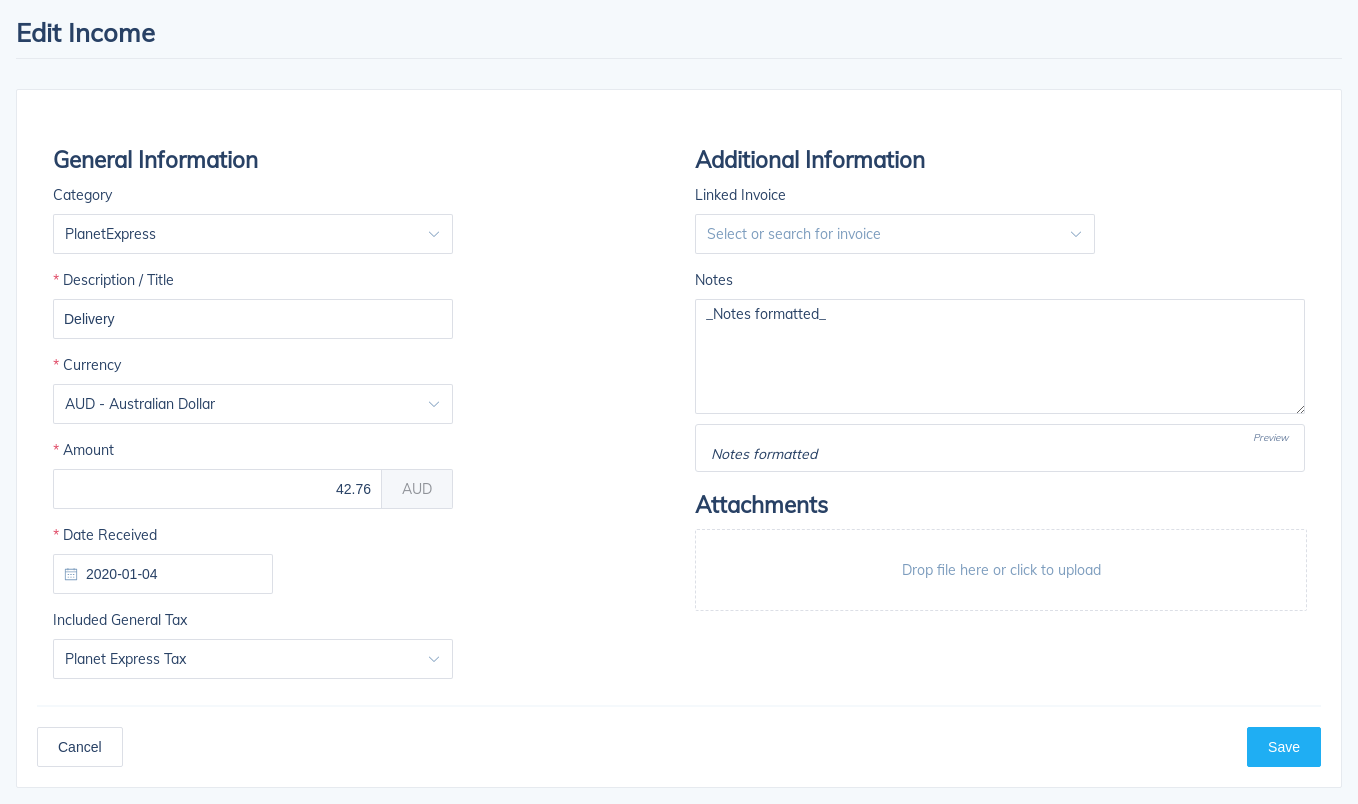 Edit Income
General Information
Category
PlanetExpress
* Description / Title
Delivery
* Currency
AUD - Australian Dollar
* Amount
42.76 AUD
* Date Received
2020-01-04
Included General Tax
Planet Express Tax
Additional Information
Linked Invoice
Select or search for invoice
Notes
_Notes formatted_
Preview
Notes formatted
Attachments
Drop file here or click to upload
Cancel
Save